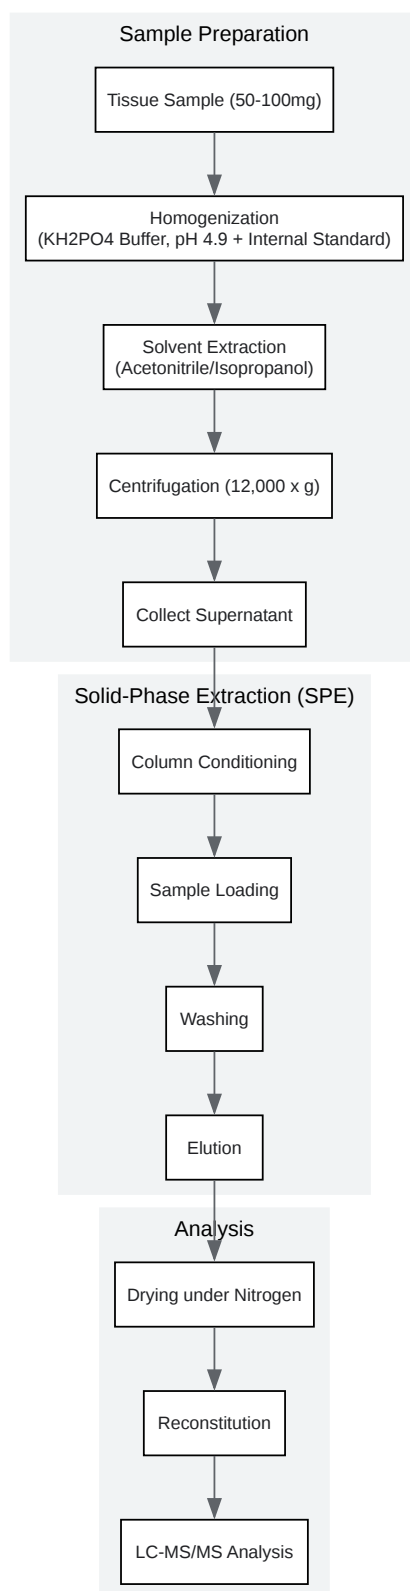 Sample Preparation
Tissue Sample (50-100mg)
Homogenization
(KH2PO4 Buffer, pH 4.9 + Internal Standard)
Solvent Extraction
(Acetonitrile/Isopropanol)
Centrifugation (12,000 x g)
Collect Supernatant
Solid-Phase Extraction (SPE)
Column Conditioning
Sample Loading
Washing
Elution
Analysis
Drying under Nitrogen
Reconstitution
LC-MS/MS Analysis